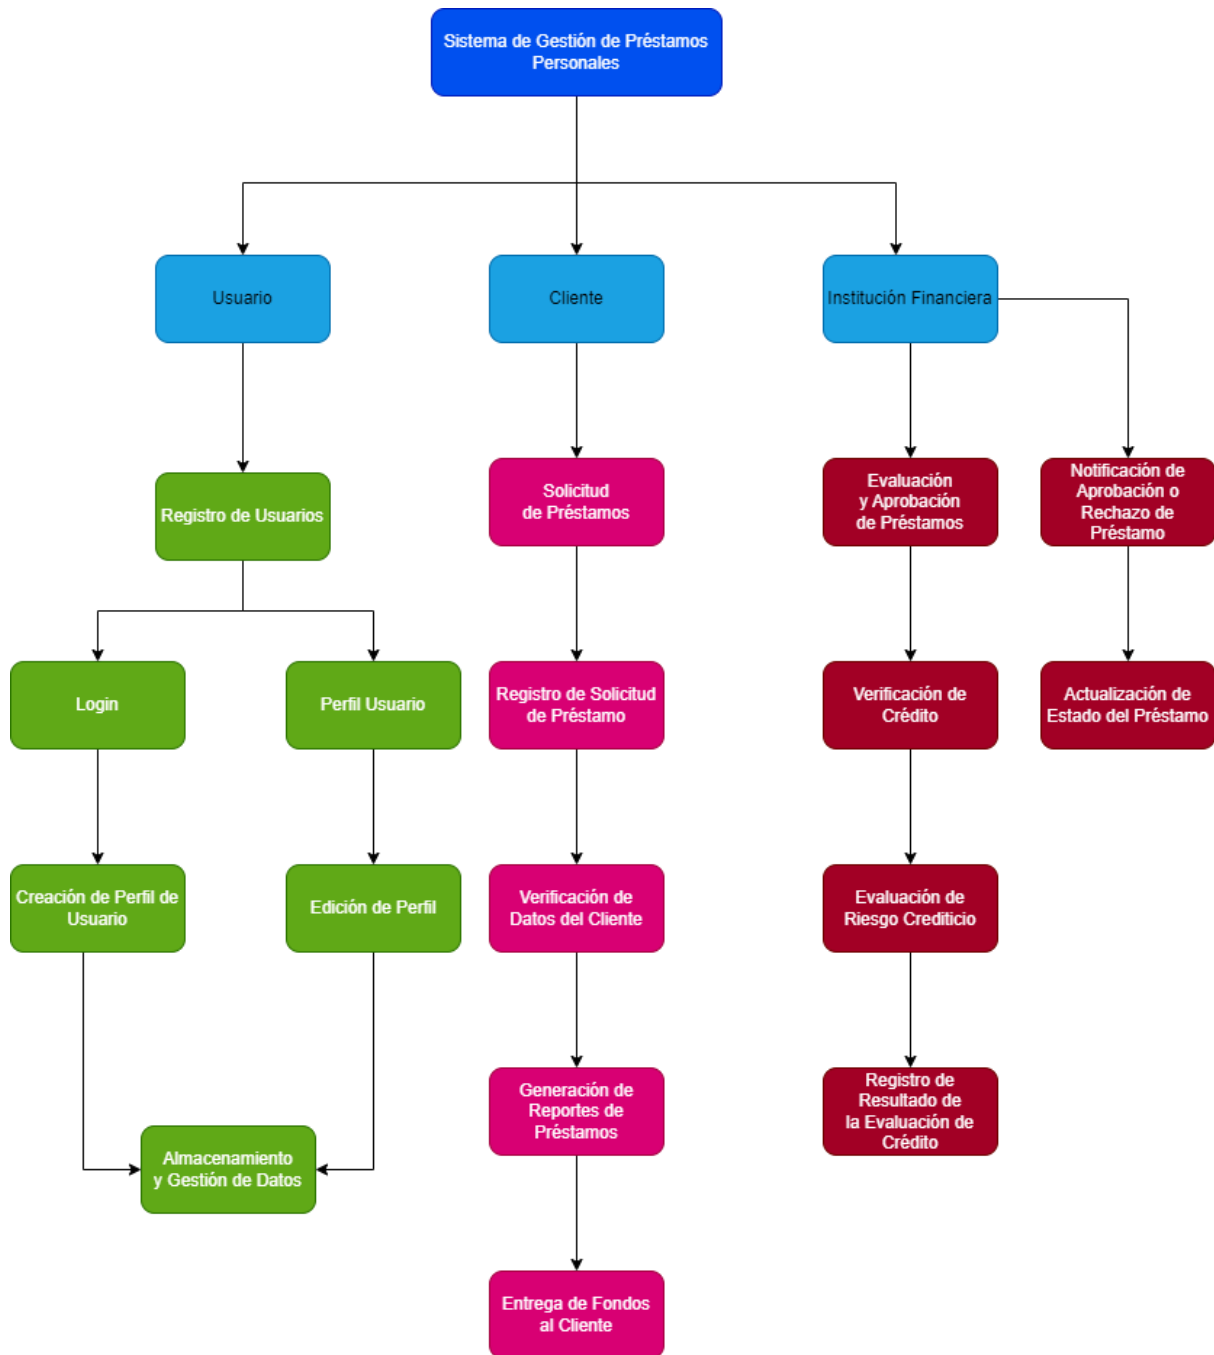 Sistema de Gestión de Préstamos
Personales
Usuario
Cliente
Institución Financiera
Registro de Usuarios
Solicitud
de Préstamos
Evaluación
y Aprobación
de Préstamos
Notificación de
Aprobación o
Rechazo de
Préstamo
Login
Perfil Usuario
Registro de Solicitud
de Préstamo
Verificación de
Crédito
Actualización de
Estado del Préstamo
Creación de Perfil de
Usuario
Edición de Perfil
Verificación de
Datos del Cliente
Evaluación de
Riesgo Crediticio
Almacenamiento
y Gestión de Datos
Generación de
Reportes de
Préstamos
Registro de
Resultado de
la Evaluación de
Crédito
Entrega de Fondos
al Cliente